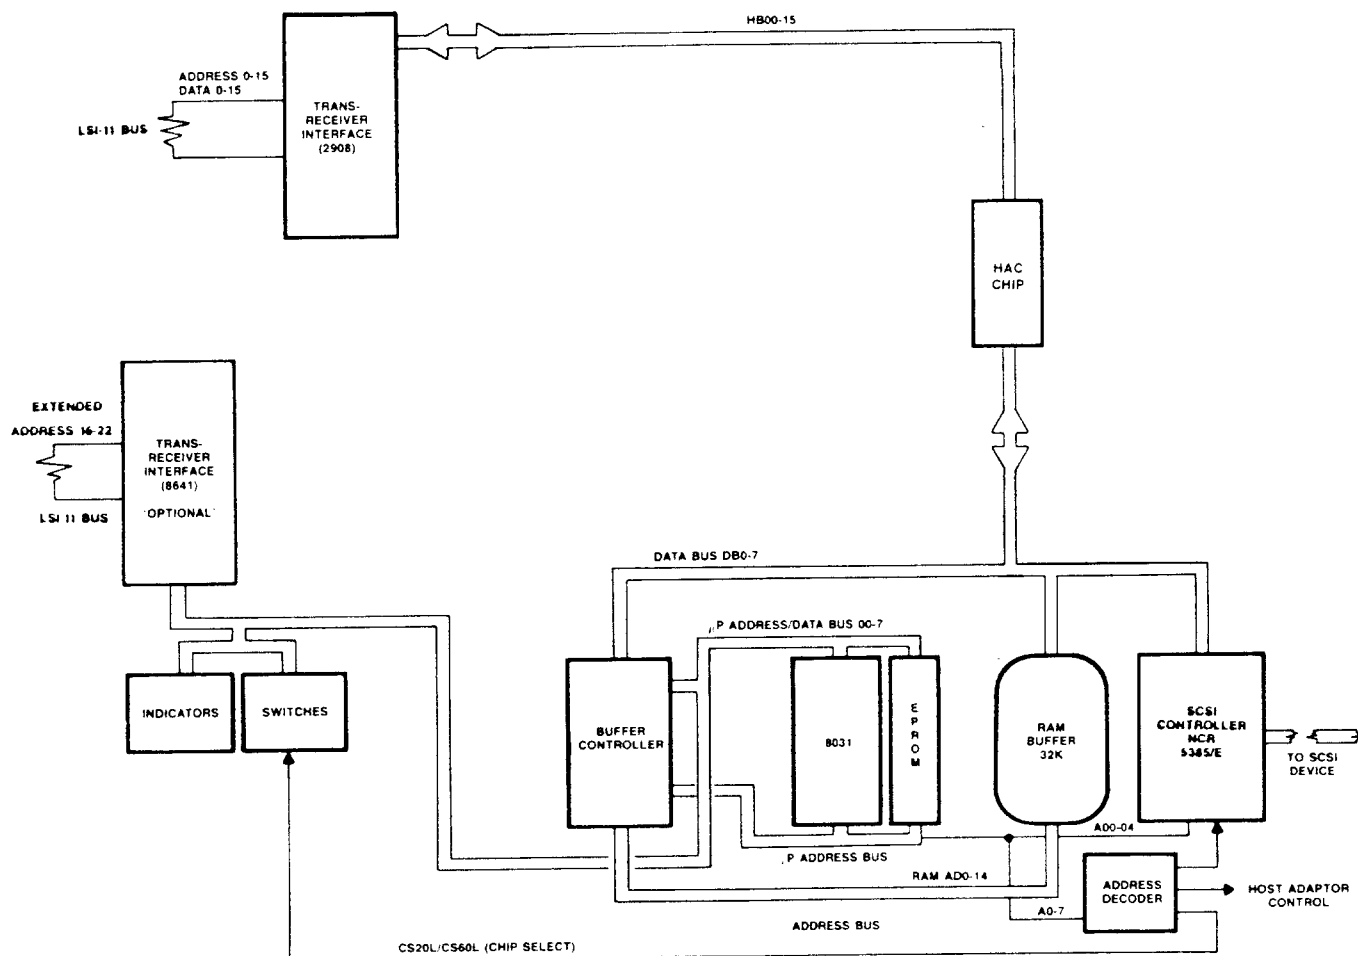 HB00-15
ADDRESS 0-15
DATA 0-15
LSI-11 BUS
TRANS-
RECEIVER
INTERFACE
(2908)
HAC
CHIP
EXTENDED
ADDRESS 16-22
LSI 11 BUS
TRANS-
RECEIVER
INTERFACE
(8641)
OPTIONAL
DATA BUS DB0-7
μP ADDRESS/DATA BUS 00-7
INDICATORS
SWITCHES
BUFFER
CONTROLLER
8031
EPROM
RAM
BUFFER
32K
SCSI
CONTROLLER
NCR
5385/E
TO SCSI
DEVICE
μP ADDRESS BUS
AD0-04
RAM AD0-14
A0-7
ADDRESS
DECODER
HOST ADAPTOR
CONTROL
ADDRESS BUS
CS20L/CS60L (CHIP SELECT)